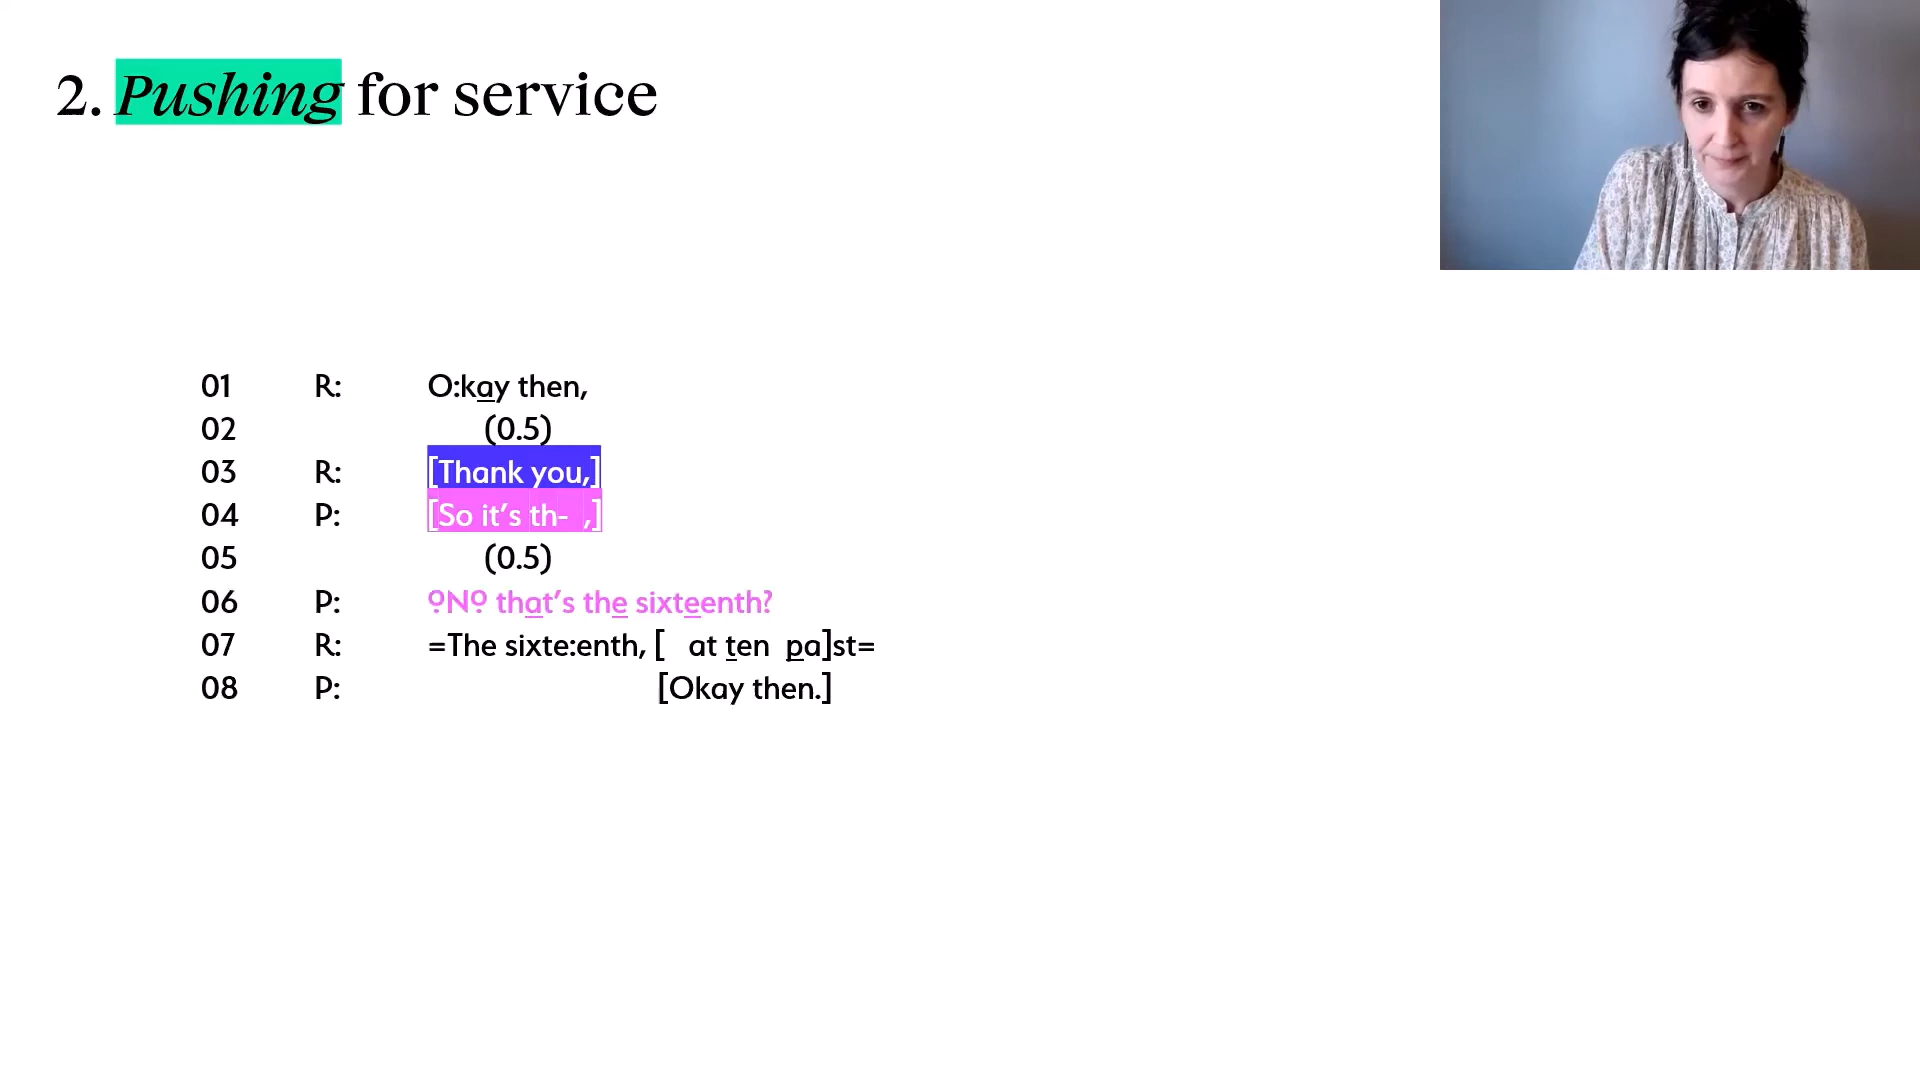 2. Pushing for service
01 R: O:kay then,
02 (0.5)
03 R: [Thank you,]
04 P: [So it’s th- ,]
05 (0.5)
06 P: ºNº that’s the sixteenth?
07 R: =The sixte:enth, [ at ten pa]st=
08 P: [Okay then.]